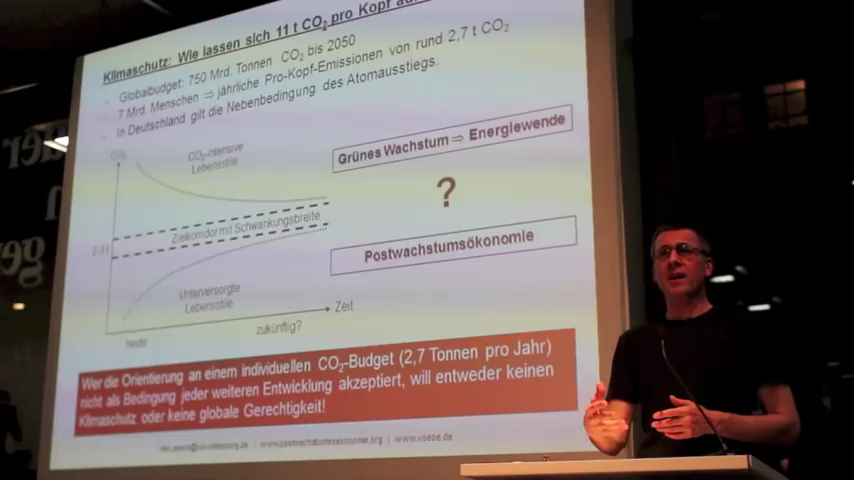 Klimaschutz: Wie lassen sich 11 t CO₂ pro Kopf
- Globalbudget: 750 Mrd. Tonnen CO₂ bis 2050
- 7 Mrd. Menschen ⇒ jährliche Pro-Kopf-Emissionen von rund 2,7 t CO₂
- In Deutschland gilt die Nebenbedingung des Atomausstiegs.
CO₂
CO₂-intensive
Lebensstile
Grünes Wachstum ⇒ Energiewende
?
Zielkorridor mit Schwankungsbreite
2-3 t
Postwachstumsökonomie
Unterversorgte
Lebensstile
Zeit
heute
zukünftig?
Wer die Orientierung an einem individuellen CO₂-Budget (2,7 Tonnen pro Jahr)
nicht als Bedingung jeder weiteren Entwicklung akzeptiert, will entweder keinen
Klimaschutz oder keine globale Gerechtigkeit!
| www.postwachstumsoekonomie.org | www.voeoe.de